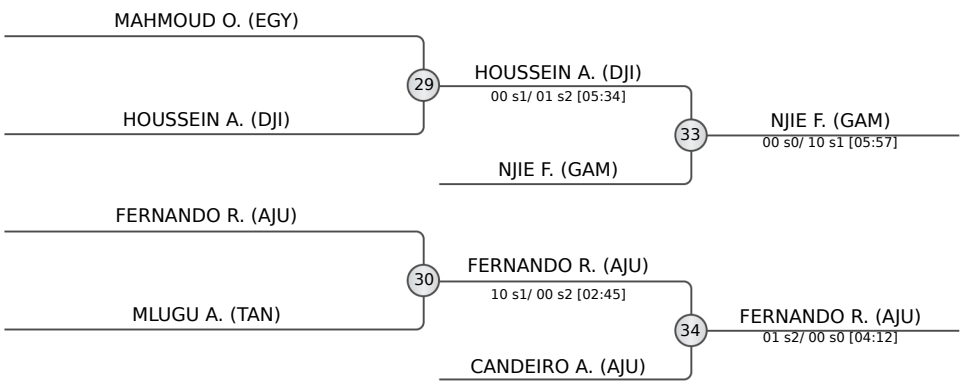 MAHMOUD O. (EGY)
29
HOUSSEIN A. (DJI)
HOUSSEIN A. (DJI)
00 s1/ 01 s2 [05:34]
33
NJIE F. (GAM)
NJIE F. (GAM)
00 s0/ 10 s1 [05:57]
FERNANDO R. (AJU)
30
MLUGU A. (TAN)
FERNANDO R. (AJU)
10 s1/ 00 s2 [02:45]
34
CANDEIRO A. (AJU)
FERNANDO R. (AJU)
01 s2/ 00 s0 [04:12]